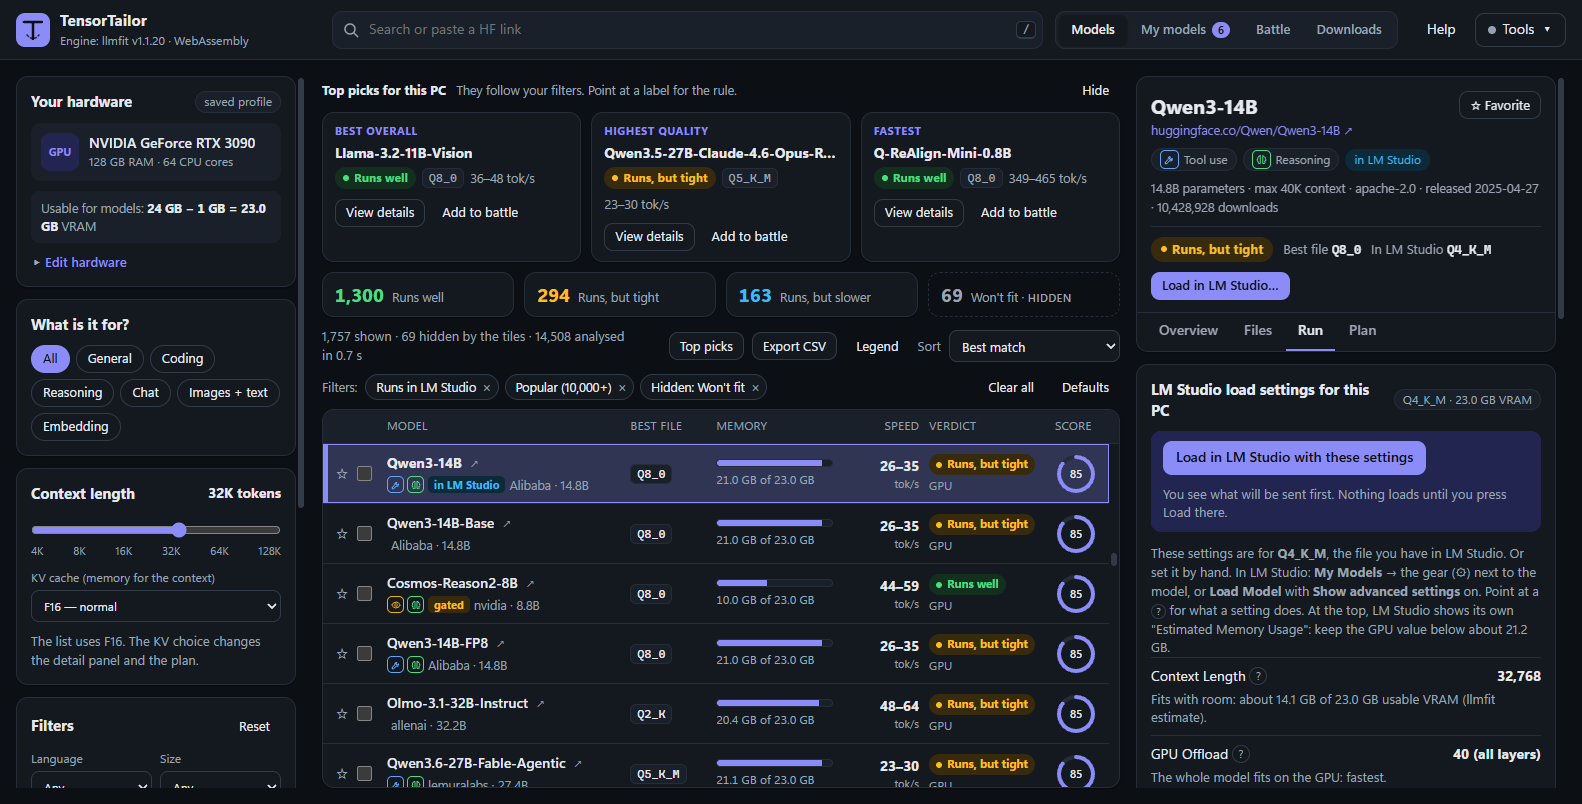 TensorTailor
Engine: llmfit v1.1.20 · WebAssembly
Search or paste a HF link
/
Models
My models 6
Battle
Downloads
Help
Tools ▾
Your hardware
saved profile
GPU
NVIDIA GeForce RTX 3090
128 GB RAM · 64 CPU cores
Usable for models: 24 GB − 1 GB = 23.0
GB VRAM
▸ Edit hardware
What is it for?
All
General
Coding
Reasoning
Chat
Images + text
Embedding
Context length
32K tokens
4K 8K 16K 32K 64K 128K
KV cache (memory for the context)
F16 — normal
The list uses F16. The KV choice changes
the detail panel and the plan.
Filters
Reset
Language
Size
Any
Any
Top picks for this PC They follow your filters. Point at a label for the rule.
Hide
BEST OVERALL
Llama-3.2-11B-Vision
Runs well Q8_0 36–48 tok/s
View details
Add to battle
HIGHEST QUALITY
Qwen3.5-27B-Claude-4.6-Opus-R...
Runs, but tight Q5_K_M
23–30 tok/s
View details
Add to battle
FASTEST
Q-ReAlign-Mini-0.8B
Runs well Q8_0 349–465 tok/s
View details
Add to battle
1,300 Runs well
294 Runs, but tight
163 Runs, but slower
69 Won't fit · HIDDEN
1,757 shown · 69 hidden by the tiles · 14,508 analysed
in 0.7 s
Top picks
Export CSV
Legend
Sort
Best match
Filters:
Runs in LM Studio ×
Popular (10,000+) ×
Hidden: Won't fit ×
Clear all
Defaults
MODEL BEST FILE MEMORY SPEED VERDICT SCORE
☆ Qwen3-14B ↗
in LM Studio Alibaba · 14.8B
Q8_0
21.0 GB of 23.0 GB
26–35
tok/s
Runs, but tight
GPU
85
☆ Qwen3-14B-Base ↗
Alibaba · 14.8B
Q8_0
21.0 GB of 23.0 GB
26–35
tok/s
Runs, but tight
GPU
85
☆ Cosmos-Reason2-8B ↗
gated nvidia · 8.8B
Q8_0
10.0 GB of 23.0 GB
44–59
tok/s
Runs well
GPU
85
☆ Qwen3-14B-FP8 ↗
Alibaba · 14.8B
Q8_0
21.0 GB of 23.0 GB
26–35
tok/s
Runs, but tight
GPU
85
☆ Olmo-3.1-32B-Instruct ↗
allenai · 32.2B
Q2_K
20.4 GB of 23.0 GB
48–64
tok/s
Runs, but tight
GPU
85
☆ Qwen3.6-27B-Fable-Agentic ↗
lemuralabs · 27.4B
Q5_K_M
21.1 GB of 23.0 GB
23–30
tok/s
Runs, but tight
GPU
85
Qwen3-14B
☆ Favorite
huggingface.co/Qwen/Qwen3-14B ↗
Tool use
Reasoning
in LM Studio
14.8B parameters · max 40K context · apache-2.0 · released 2025-04-27
· 10,428,928 downloads
Runs, but tight Best file Q8_0 In LM Studio Q4_K_M
Load in LM Studio...
Overview
Files
Run
Plan
LM Studio load settings for this
PC
Q4_K_M · 23.0 GB VRAM
Load in LM Studio with these settings
You see what will be sent first. Nothing loads until you press
Load there.
These settings are for Q4_K_M, the file you have in LM Studio. Or
set it by hand. In LM Studio: My Models → the gear (⚙) next to the
model, or Load Model with Show advanced settings on. Point at a
? for what a setting does. At the top, LM Studio shows its own
"Estimated Memory Usage": keep the GPU value below about 21.2
GB.
Context Length ?
32,768
Fits with room: about 14.1 GB of 23.0 GB usable VRAM (llmfit
estimate).
GPU Offload ?
40 (all layers)
The whole model fits on the GPU: fastest.